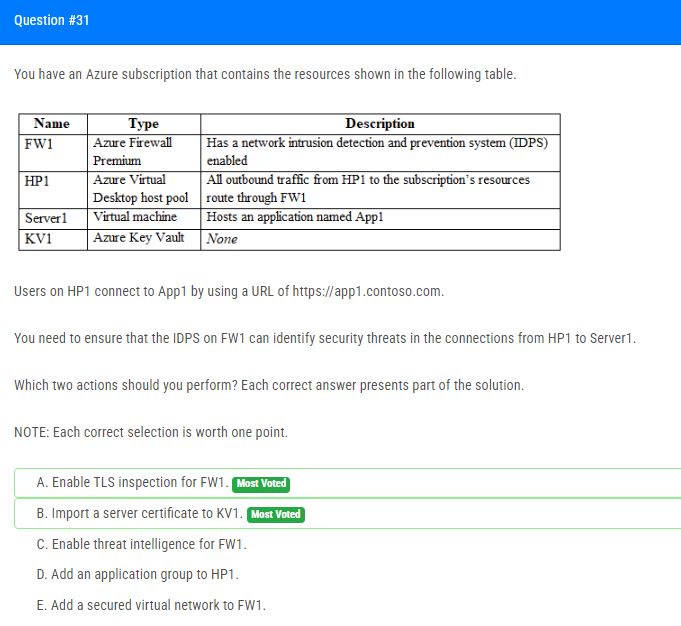 Question #31
You have an Azure subscription that contains the resources shown in the following table.
Name Type Description
FW1 Azure Firewall Has a network intrusion detection and prevention system (IDPS)
Premium enabled
HP1 Azure Virtual All outbound traffic from HP1 to the subscription's resources
Desktop host pool route through FW1
Server1 Virtual machine Hosts an application named App1
KV1 Azure Key Vault None
Users on HP1 connect to App1 by using a URL of https://app1.contoso.com.
You need to ensure that the IDPS on FW1 can identify security threats in the connections from HP1 to Server1.
Which two actions should you perform? Each correct answer presents part of the solution.
NOTE: Each correct selection is worth one point.
A. Enable TLS inspection for FW1. Most Voted
B. Import a server certificate to KV1. Most Voted
C. Enable threat intelligence for FW1.
D. Add an application group to HP1.
E. Add a secured virtual network to FW1.